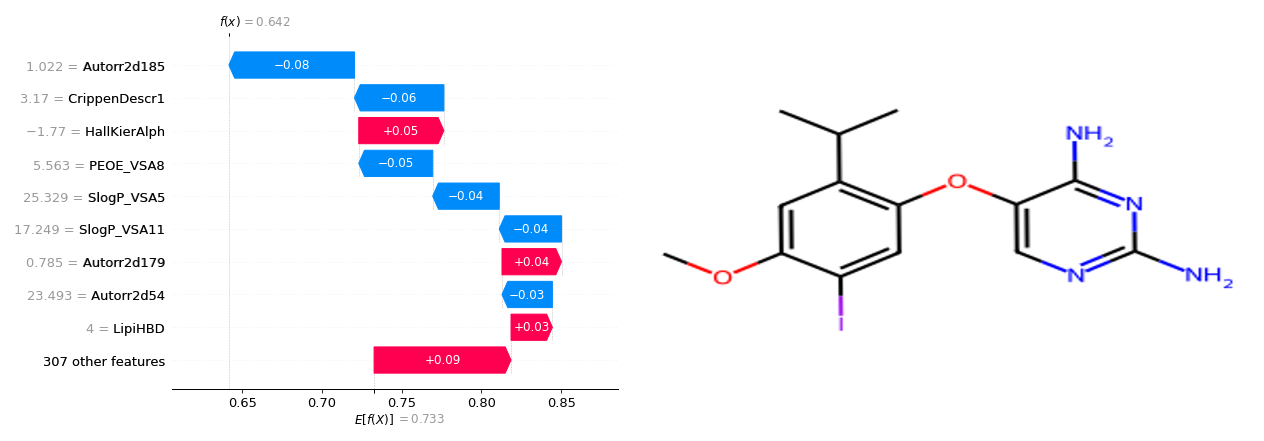 f(x) = 0.642
1.022 = Autorr2d185
−0.08
3.17 = CrippenDescr1
−0.06
−1.77 = HallKierAlph
+0.05
5.563 = PEOE_VSA8
−0.05
25.329 = SlogP_VSA5
−0.04
17.249 = SlogP_VSA11
−0.04
0.785 = Autorr2d179
+0.04
23.493 = Autorr2d54
−0.03
4 = LipiHBD
+0.03
307 other features
+0.09
0.65 0.70 0.75 0.80 0.85
E[f(X)] = 0.733
NH2
O
N
O
N
NH2
I